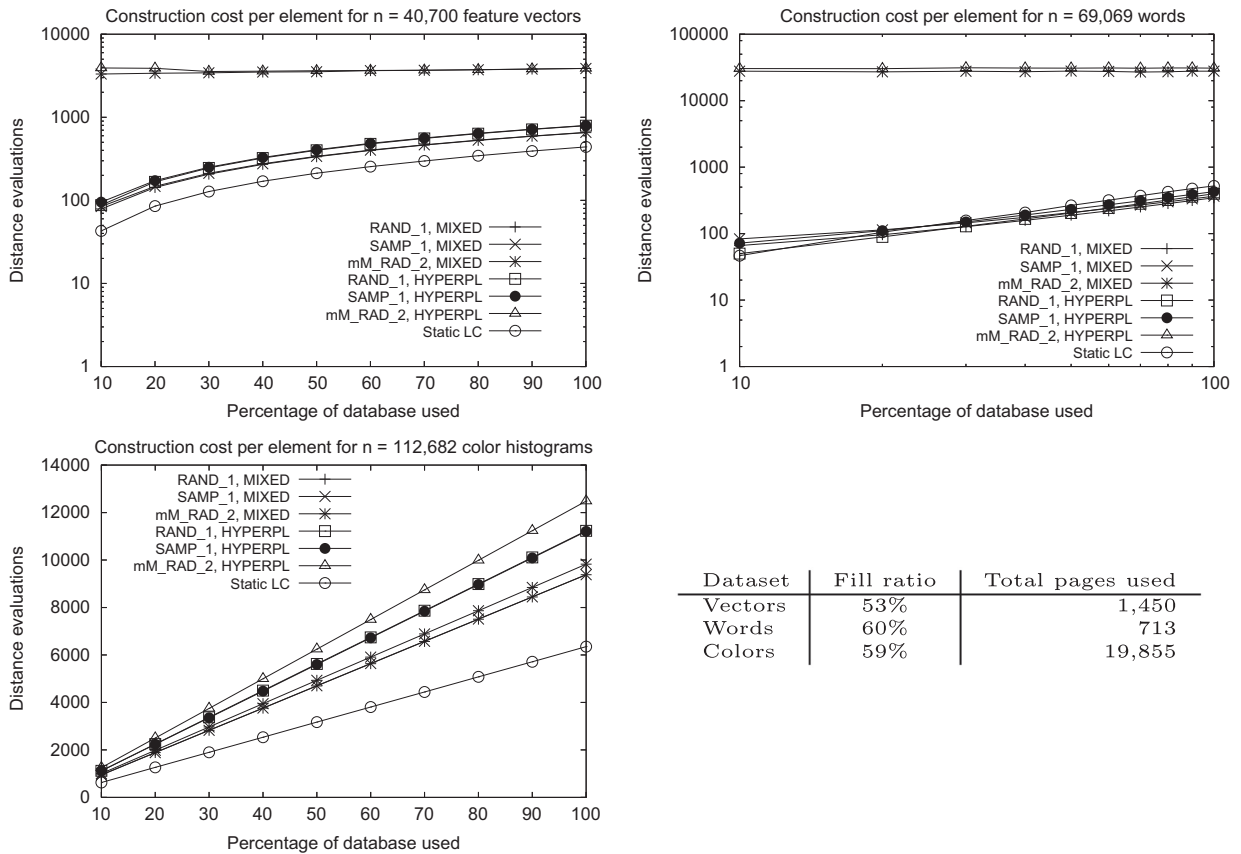 Construction cost per element for n = 40,700 feature vectors
10000
1000
100
10
1
Distance evaluations
RAND_1, MIXED
SAMP_1, MIXED
mM_RAD_2, MIXED
RAND_1, HYPERPL
SAMP_1, HYPERPL
mM_RAD_2, HYPERPL
Static LC
10 20 30 40 50 60 70 80 90 100
Percentage of database used
Construction cost per element for n = 69,069 words
100000
10000
1000
100
10
1
Distance evaluations
RAND_1, MIXED
SAMP_1, MIXED
mM_RAD_2, MIXED
RAND_1, HYPERPL
SAMP_1, HYPERPL
mM_RAD_2, HYPERPL
Static LC
10 100
Percentage of database used
Construction cost per element for n = 112,682 color histograms
14000
12000
10000
8000
6000
4000
2000
0
Distance evaluations
RAND_1, MIXED
SAMP_1, MIXED
mM_RAD_2, MIXED
RAND_1, HYPERPL
SAMP_1, HYPERPL
mM_RAD_2, HYPERPL
Static LC
10 20 30 40 50 60 70 80 90 100
Percentage of database used
Dataset Fill ratio Total pages used
Vectors 53% 1,450
Words 60% 713
Colors 59% 19,855